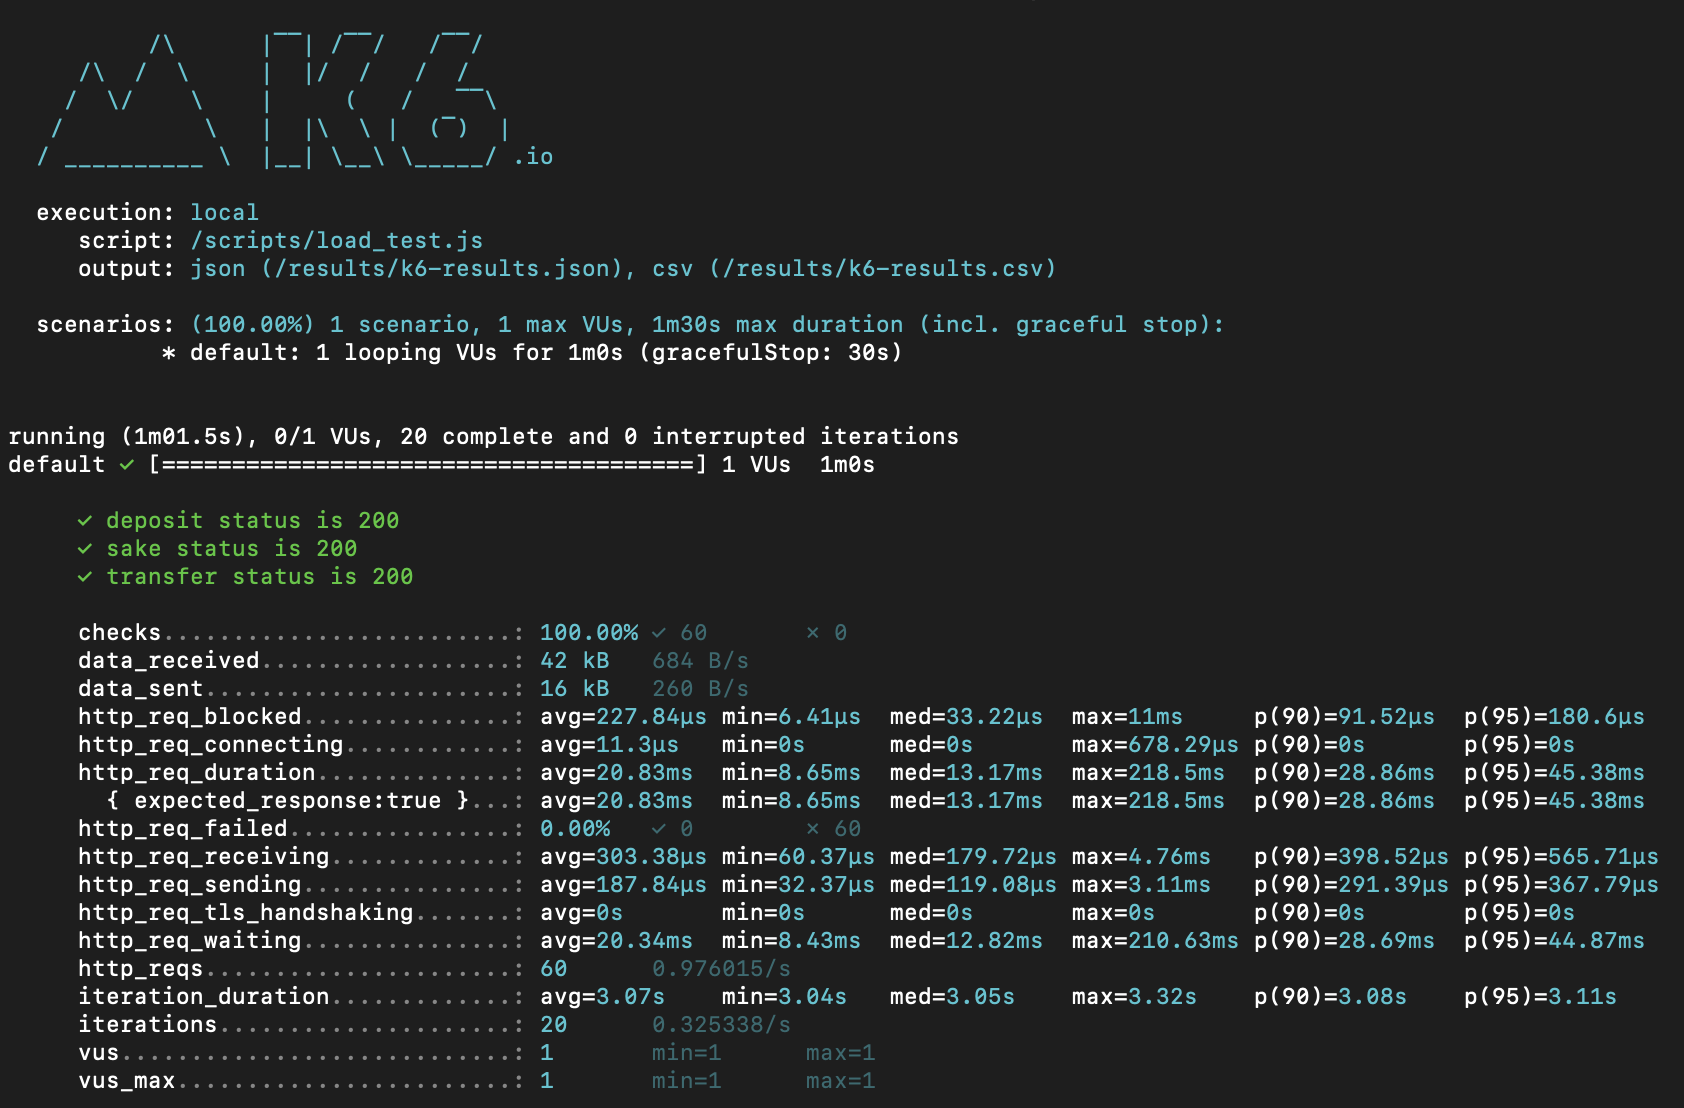 /\      |‾‾| /‾‾/   /‾‾/
     /\  /  \     |  |/  /   /  /
    /  \/    \    |     (   /   ‾‾\
   /          \   |  |\  \ |  (‾)  |
  / __________ \  |__| \__\ \_____/ .io
execution: local
script: /scripts/load_test.js
output: json (/results/k6-results.json), csv (/results/k6-results.csv)
scenarios: (100.00%) 1 scenario, 1 max VUs, 1m30s max duration (incl. graceful stop):
* default: 1 looping VUs for 1m0s (gracefulStop: 30s)
running (1m01.5s), 0/1 VUs, 20 complete and 0 interrupted iterations
default ✓ [======================================] 1 VUs  1m0s
✓ deposit status is 200
✓ sake status is 200
✓ transfer status is 200
checks.........................: 100.00% ✓ 60       ✗ 0
data_received..................: 42 kB   684 B/s
data_sent......................: 16 kB   260 B/s
http_req_blocked...............: avg=227.84µs min=6.41µs  med=33.22µs  max=11ms     p(90)=91.52µs  p(95)=180.6µs
http_req_connecting............: avg=11.3µs   min=0s      med=0s       max=678.29µs p(90)=0s       p(95)=0s
http_req_duration..............: avg=20.83ms  min=8.65ms  med=13.17ms  max=218.5ms  p(90)=28.86ms  p(95)=45.38ms
{ expected_response:true }...: avg=20.83ms  min=8.65ms  med=13.17ms  max=218.5ms  p(90)=28.86ms  p(95)=45.38ms
http_req_failed................: 0.00%   ✓ 0        ✗ 60
http_req_receiving.............: avg=303.38µs min=60.37µs med=179.72µs max=4.76ms   p(90)=398.52µs p(95)=565.71µs
http_req_sending...............: avg=187.84µs min=32.37µs med=119.08µs max=3.11ms   p(90)=291.39µs p(95)=367.79µs
http_req_tls_handshaking.......: avg=0s       min=0s      med=0s       max=0s       p(90)=0s       p(95)=0s
http_req_waiting...............: avg=20.34ms  min=8.43ms  med=12.82ms  max=210.63ms p(90)=28.69ms  p(95)=44.87ms
http_reqs......................: 60      0.976015/s
iteration_duration.............: avg=3.07s    min=3.04s   med=3.05s    max=3.32s    p(90)=3.08s    p(95)=3.11s
iterations.....................: 20      0.325338/s
vus............................: 1       min=1      max=1
vus_max........................: 1       min=1      max=1